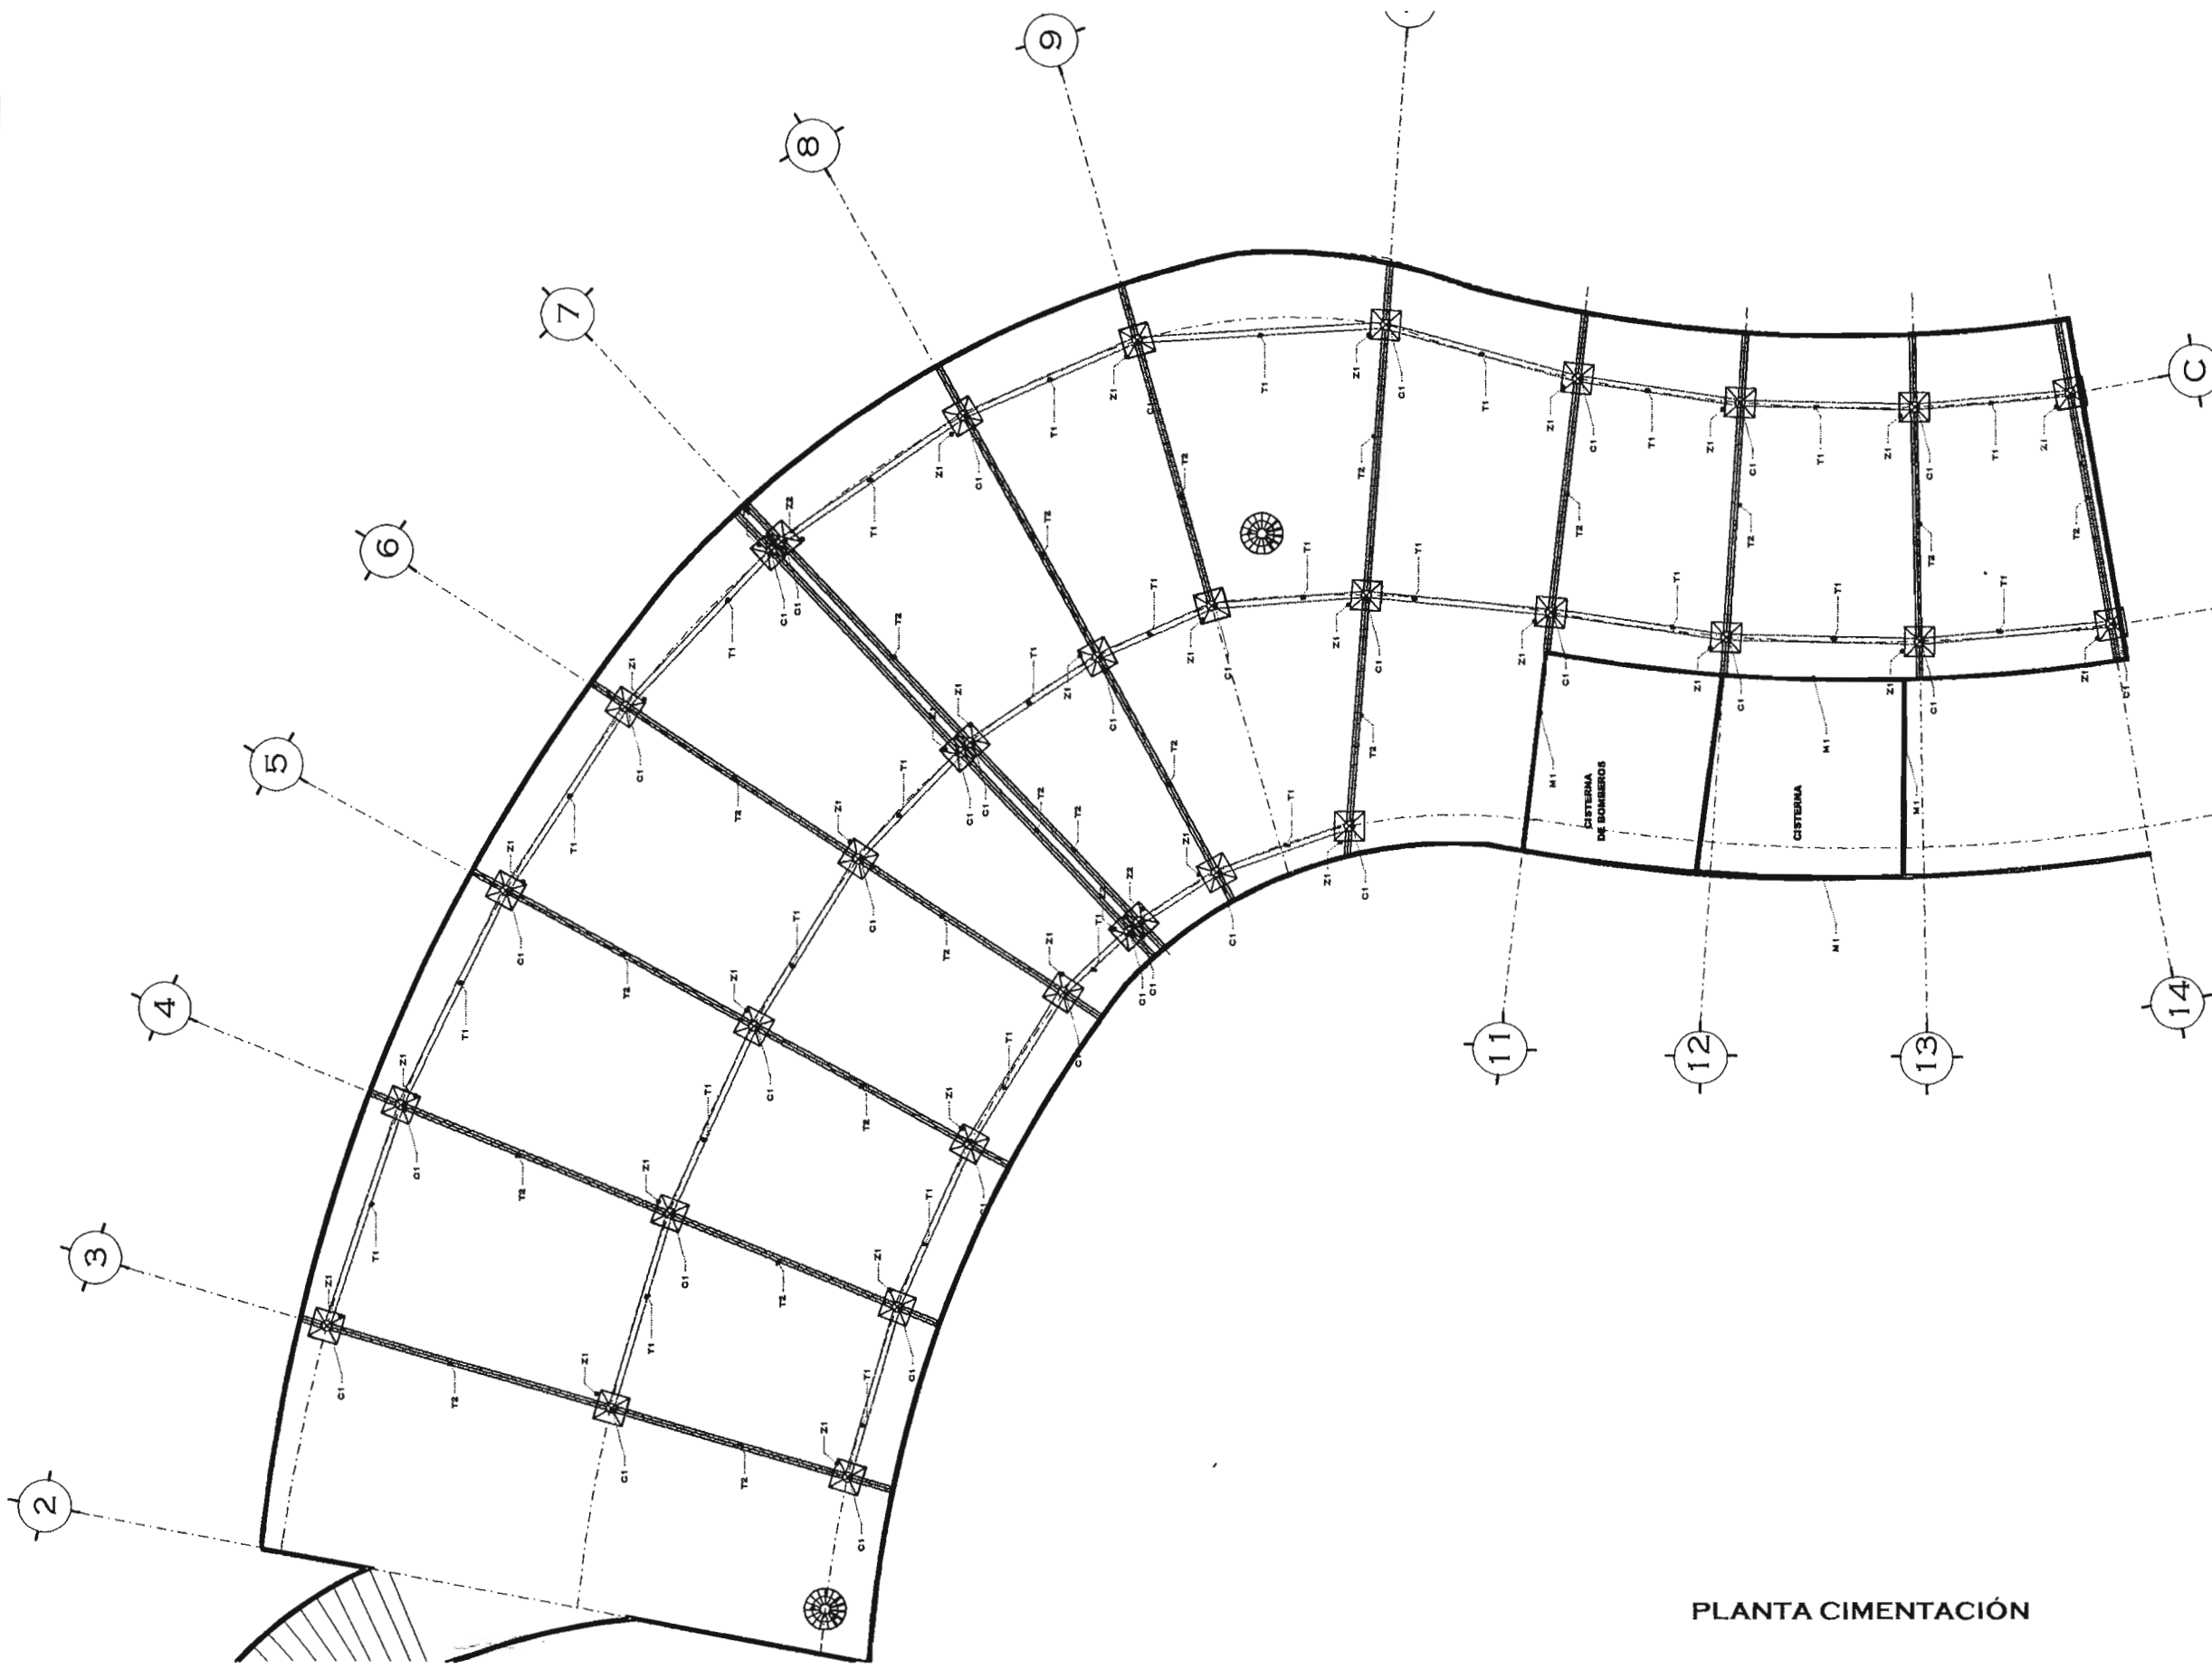 9
8
7
6
5
4
3
2
C
11
12
13
14
Z1
C1
T1
T2
Z2
M1
CISTERNA
DE BOMBEROS
CISTERNA
PLANTA CIMENTACIÓN